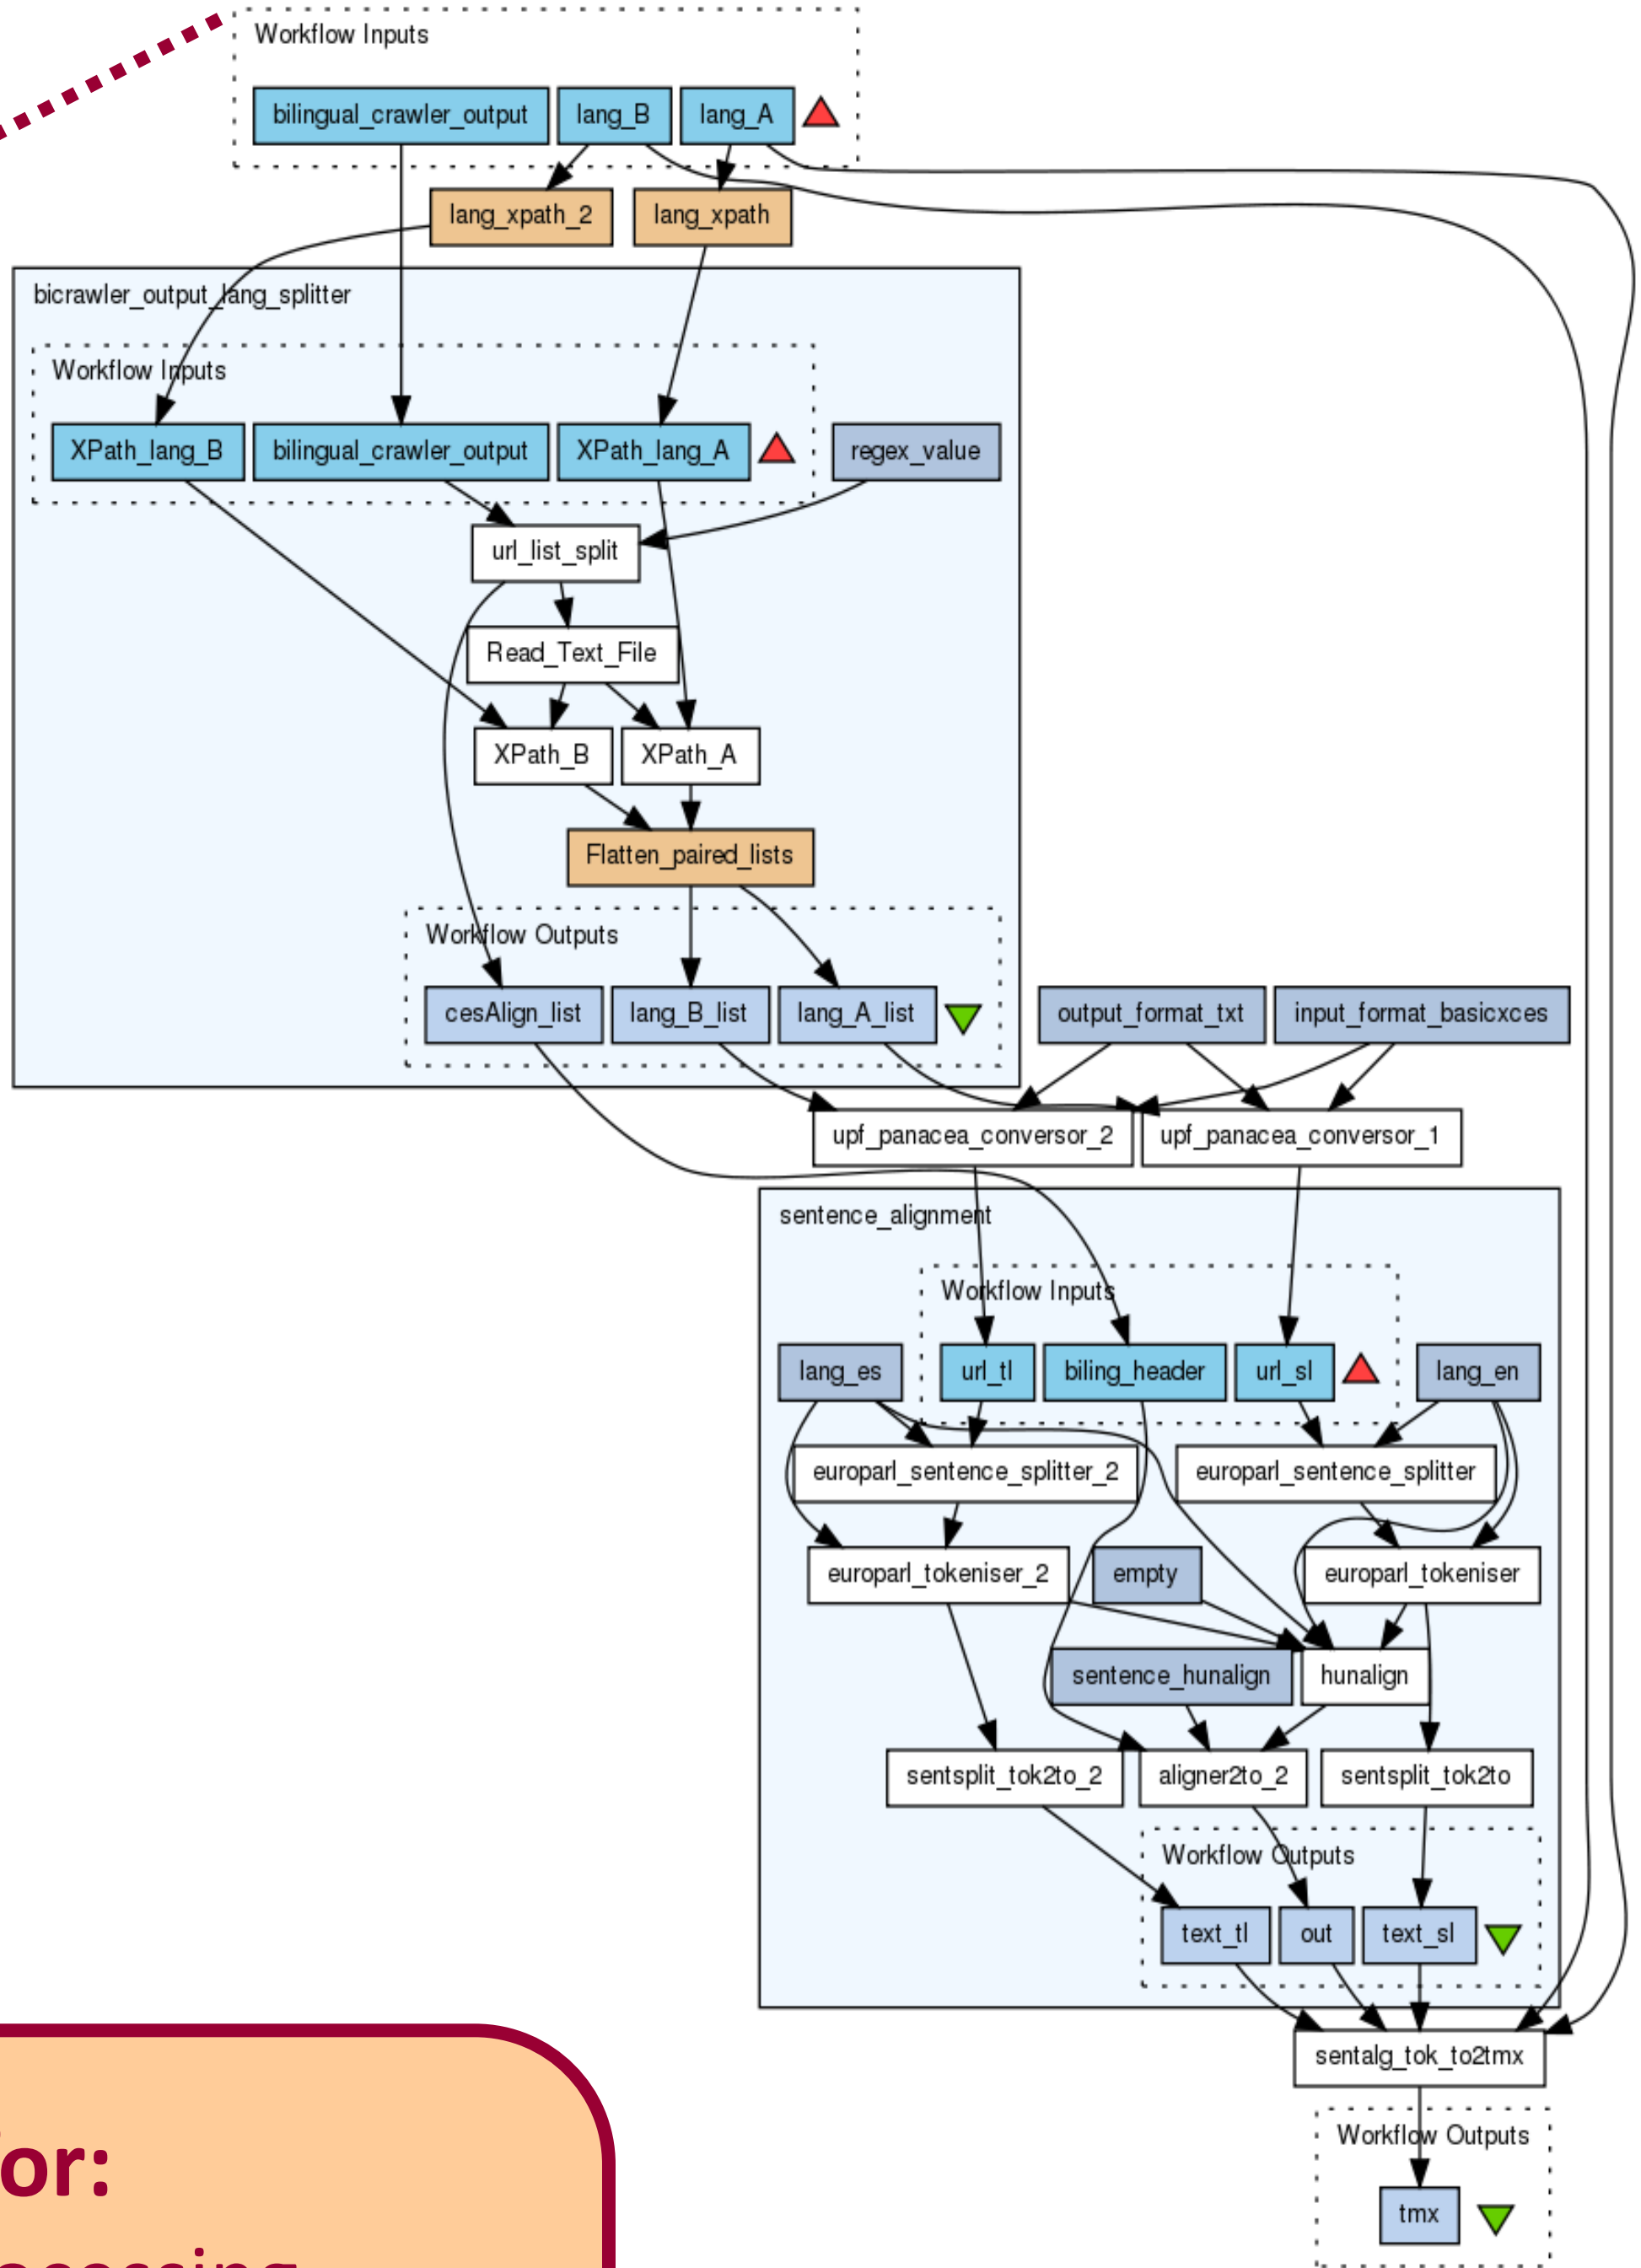 Workflow Inputs
bilingual_crawler_output lang_B lang_A
lang_xpath_2 lang_xpath
bicrawler_output_lang_splitter
Workflow Inputs
XPath_lang_B bilingual_crawler_output XPath_lang_A regex_value
url_list_split
Read_Text_File
XPath_B XPath_A
Flatten_paired_lists
Workflow Outputs
cesAlign_list lang_B_list lang_A_list output_format_txt input_format_basicxces
upf_panacea_conversor_2 upf_panacea_conversor_1
sentence_alignment
Workflow Inputs
lang_es url_tl biling_header url_sl lang_en
europarl_sentence_splitter_2 europarl_sentence_splitter
europarl_tokeniser_2 empty europarl_tokeniser
sentence_hunalign hunalign
sentsplit_tok2to_2 aligner2to_2 sentsplit_tok2to
Workflow Outputs
text_tl out text_sl
sentalg_tok_to2tmx
Workflow Outputs
or:
tmx